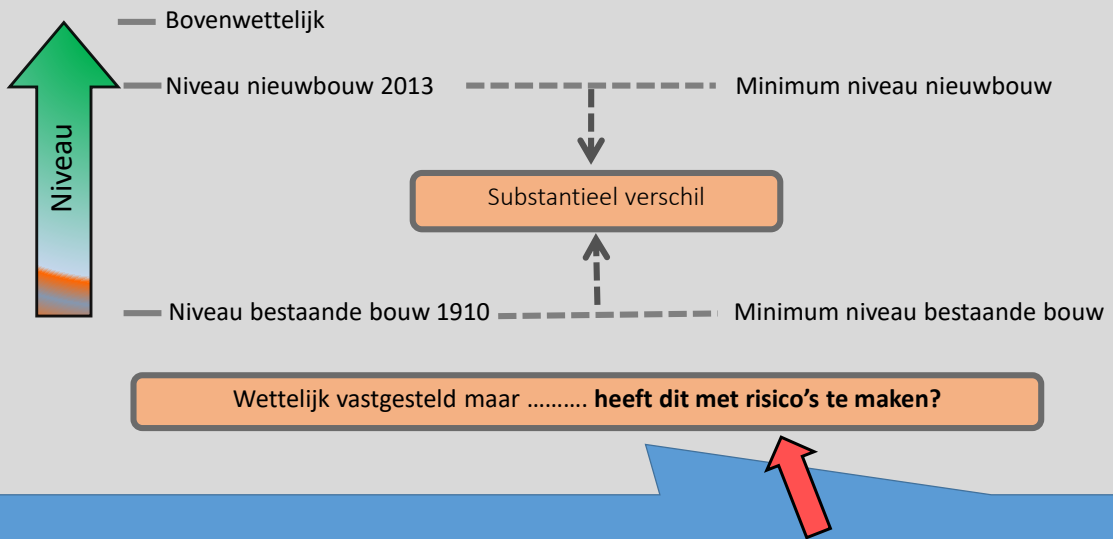 Bovenwettelijk
Niveau nieuwbouw 2013
Minimum niveau nieuwbouw
Niveau
Substantieel verschil
Niveau bestaande bouw 1910
Minimum niveau bestaande bouw
Wettelijk vastgesteld maar ………. heeft dit met risico’s te maken?